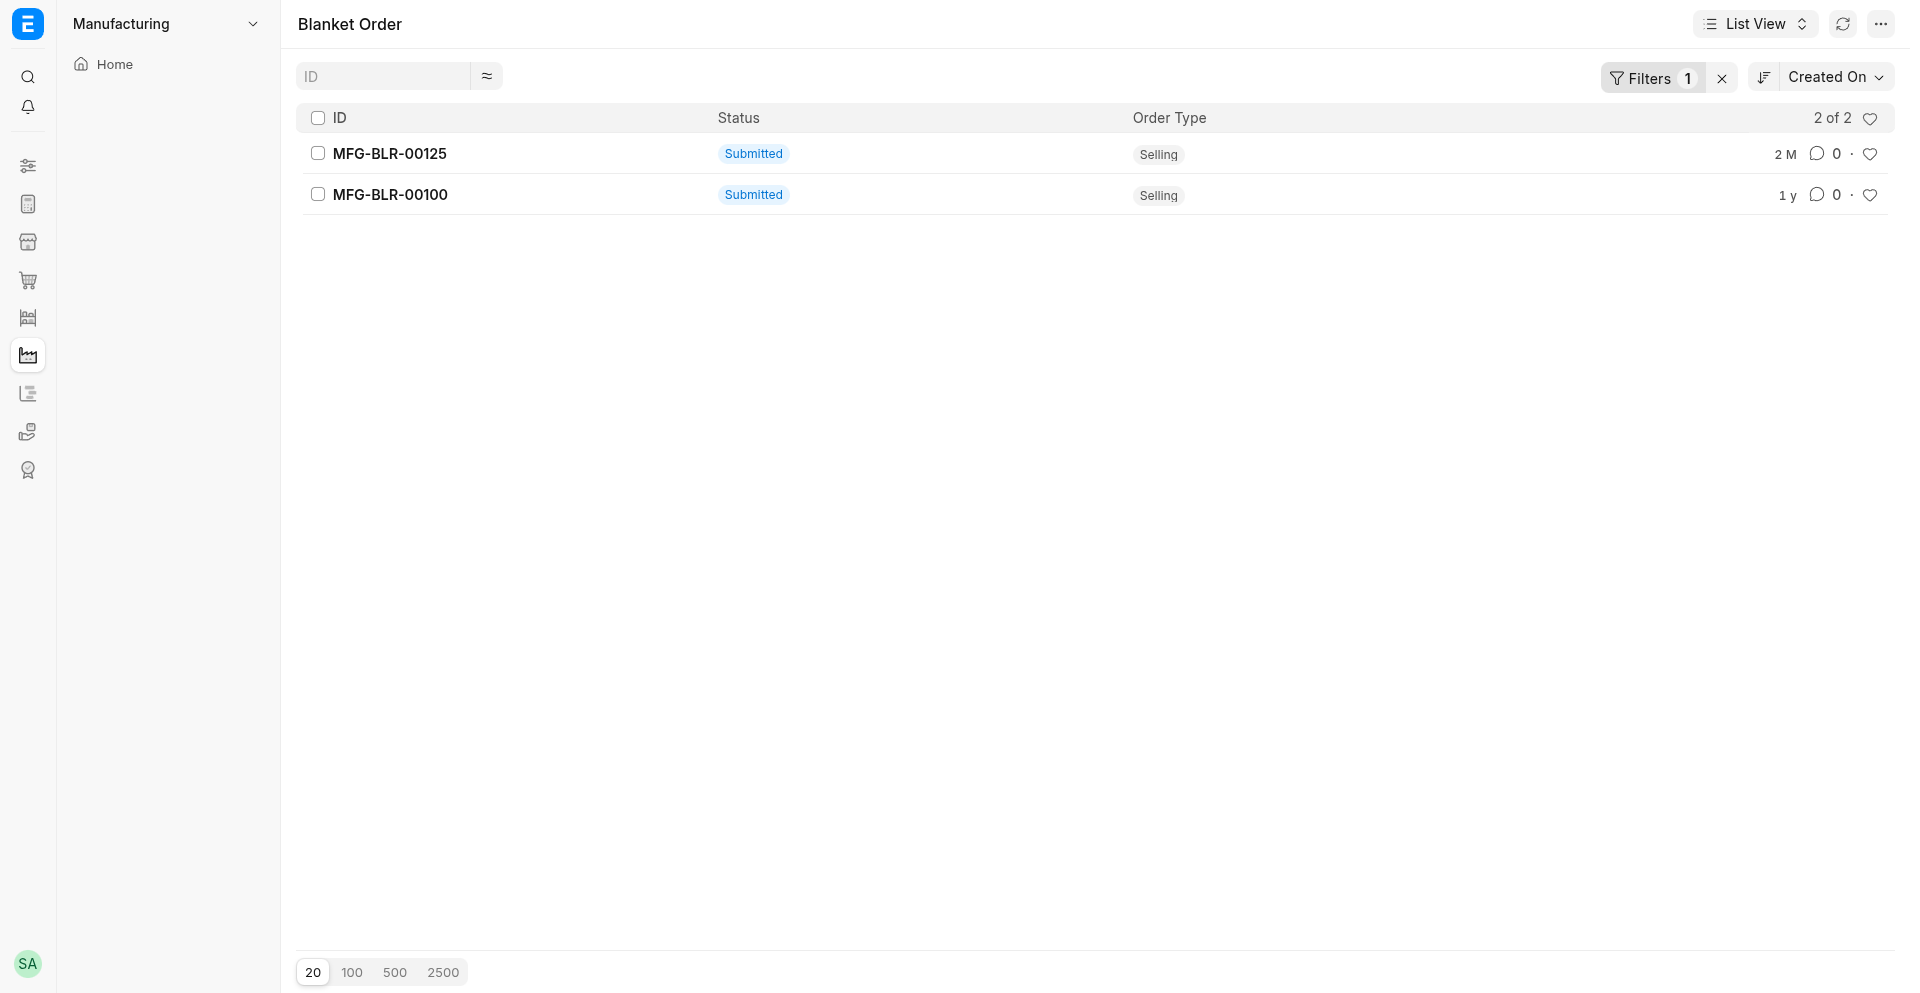 Manufacturing
Blanket Order
List View
Home
ID
≈
Filters 1
Created On
ID Status Order Type 2 of 2
MFG-BLR-00125 Submitted Selling 2 M 0 ·
MFG-BLR-00100 Submitted Selling 1 y 0 ·
SA
20 100 500 2500